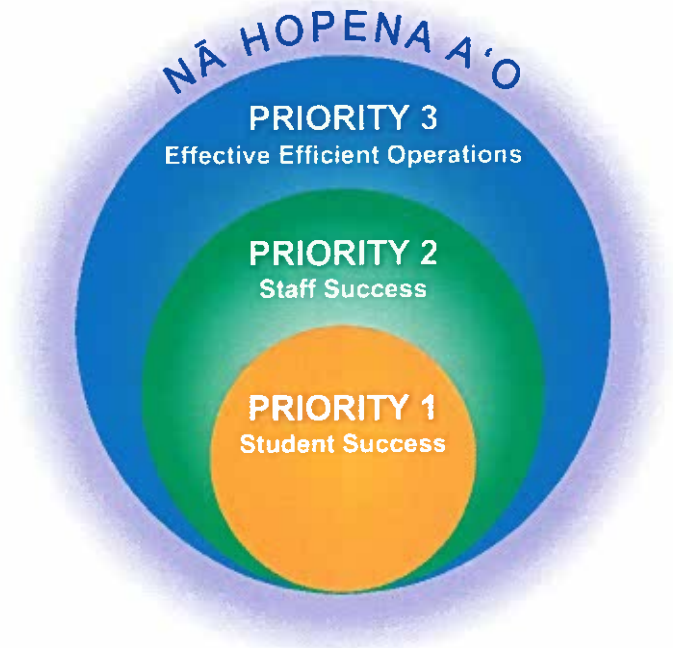 NĀ HOPENA A‘O
PRIORITY 3
Effective Efficient Operations
PRIORITY 2
Staff Success
PRIORITY 1
Student Success